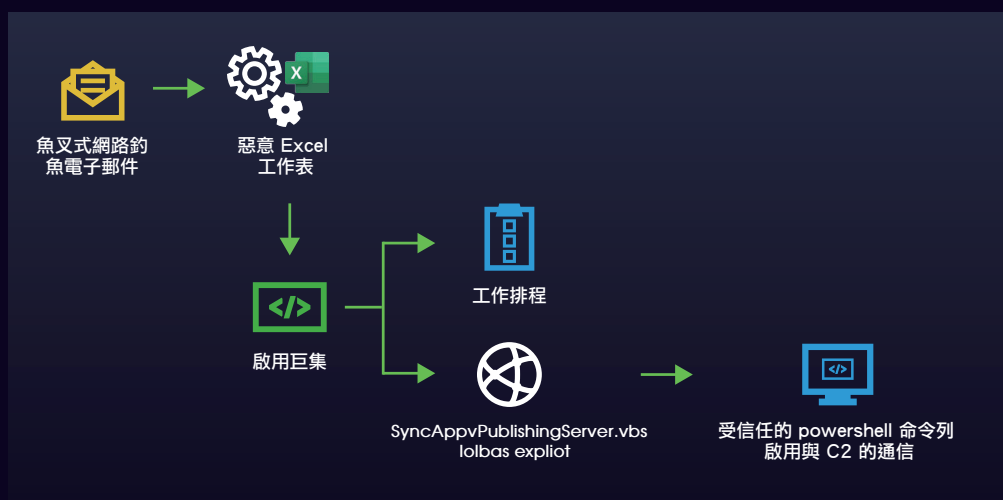 魚叉式網路釣
魚電子郵件
X
惡意 Excel
工作表
</>
啟用巨集
工作排程
SyncAppvPublishingServer.vbs
lolbas expliot
</>
受信任的 powershell 命令列
啟用與 C2 的通信